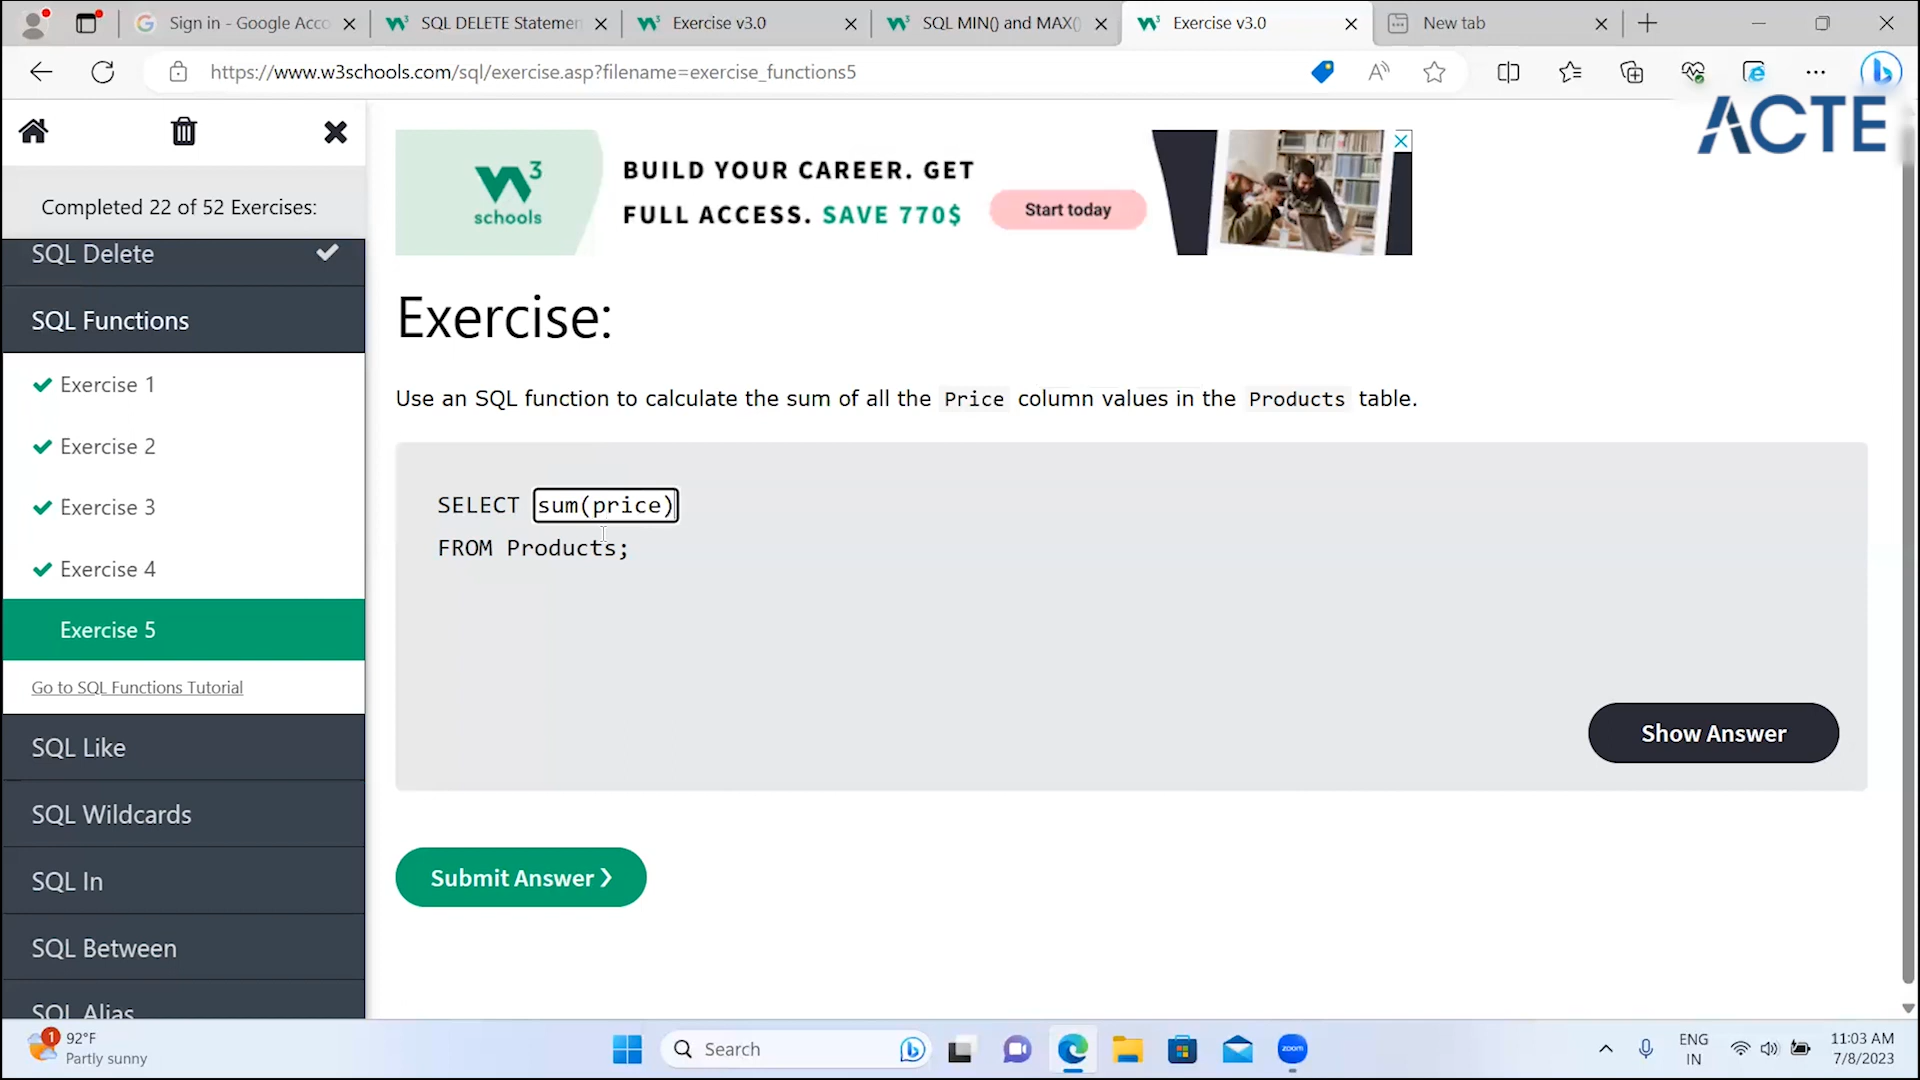 Sign in - Google Acco
SQL DELETE Statemen
Exercise v3.0
SQL MIN() and MAX()
Exercise v3.0
New tab
https://www.w3schools.com/sql/exercise.asp?filename=exercise_functions5
ACTE
Completed 22 of 52 Exercises:
SQL Delete
SQL Functions
Exercise 1
Exercise 2
Exercise 3
Exercise 4
Exercise 5
Go to SQL Functions Tutorial
SQL Like
SQL Wildcards
SQL In
SQL Between
SQL Alias
W3
schools
BUILD YOUR CAREER. GET
FULL ACCESS. SAVE 770$
Start today
Exercise:
Use an SQL function to calculate the sum of all the Price column values in the Products table.
SELECT sum(price)
FROM Products;
Show Answer
Submit Answer ❯
1
92°F
Partly sunny
Search
zoom
ENG
IN
11:03 AM
7/8/2023